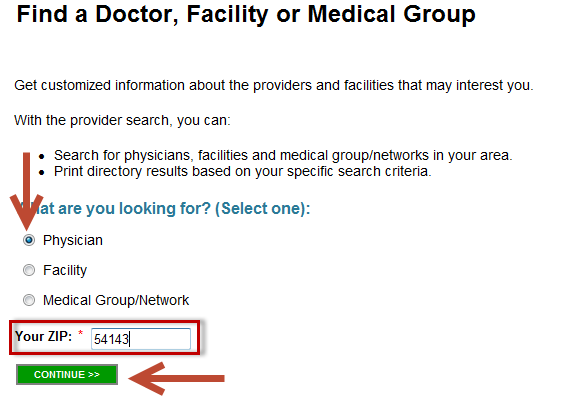 Find a Doctor, Facility or Medical Group
Get customized information about the providers and facilities that may interest you.
With the provider search, you can:
• Search for physicians, facilities and medical group/networks in your area.
• Print directory results based on your specific search criteria.
What are you looking for? (Select one):
Physician
Facility
Medical Group/Network
Your ZIP: * 54143
CONTINUE >>